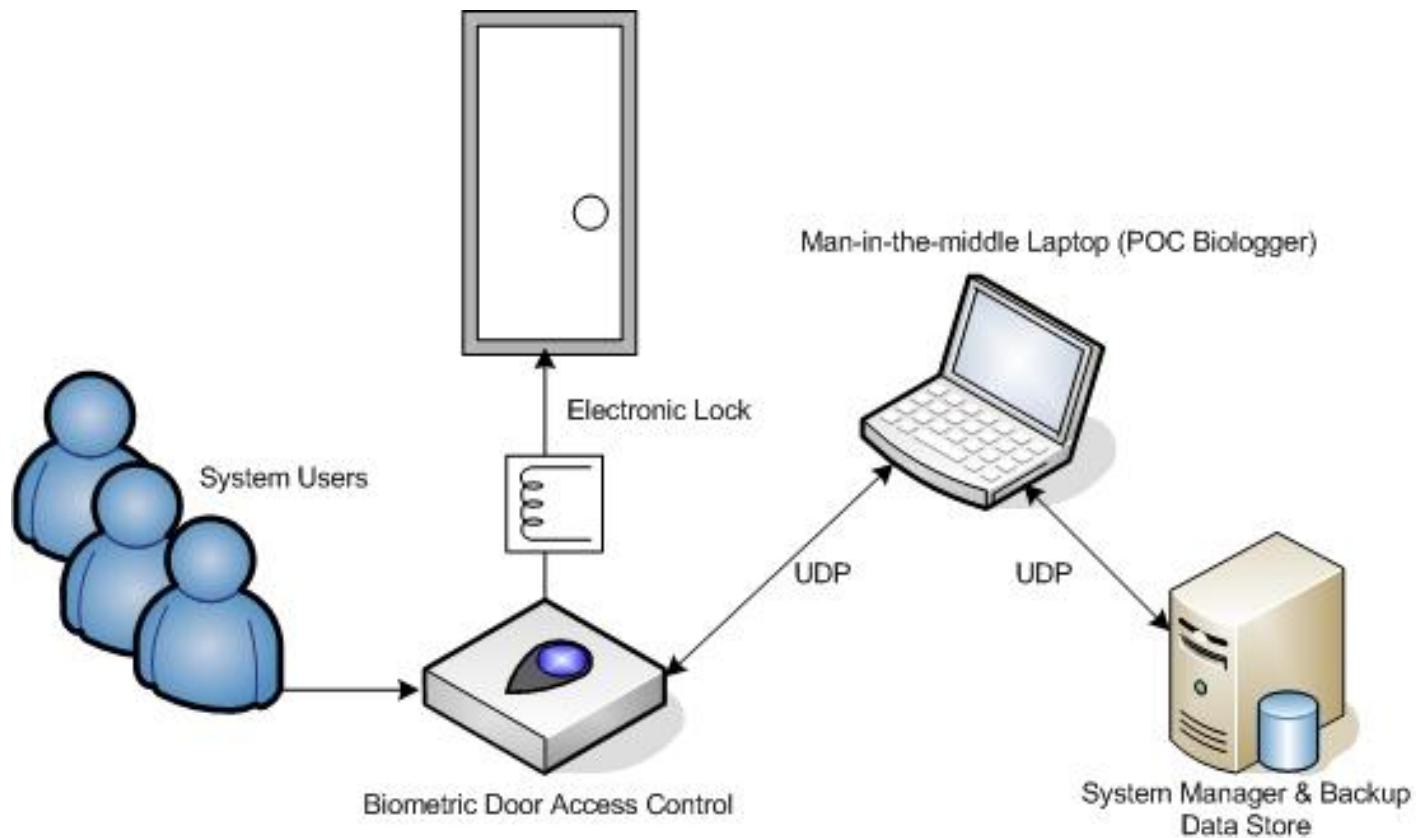 Man-in-the-middle Laptop (POC Biologger)
Electronic Lock
System Users
UDP
UDP
Biometric Door Access Control
System Manager & Backup
Data Store